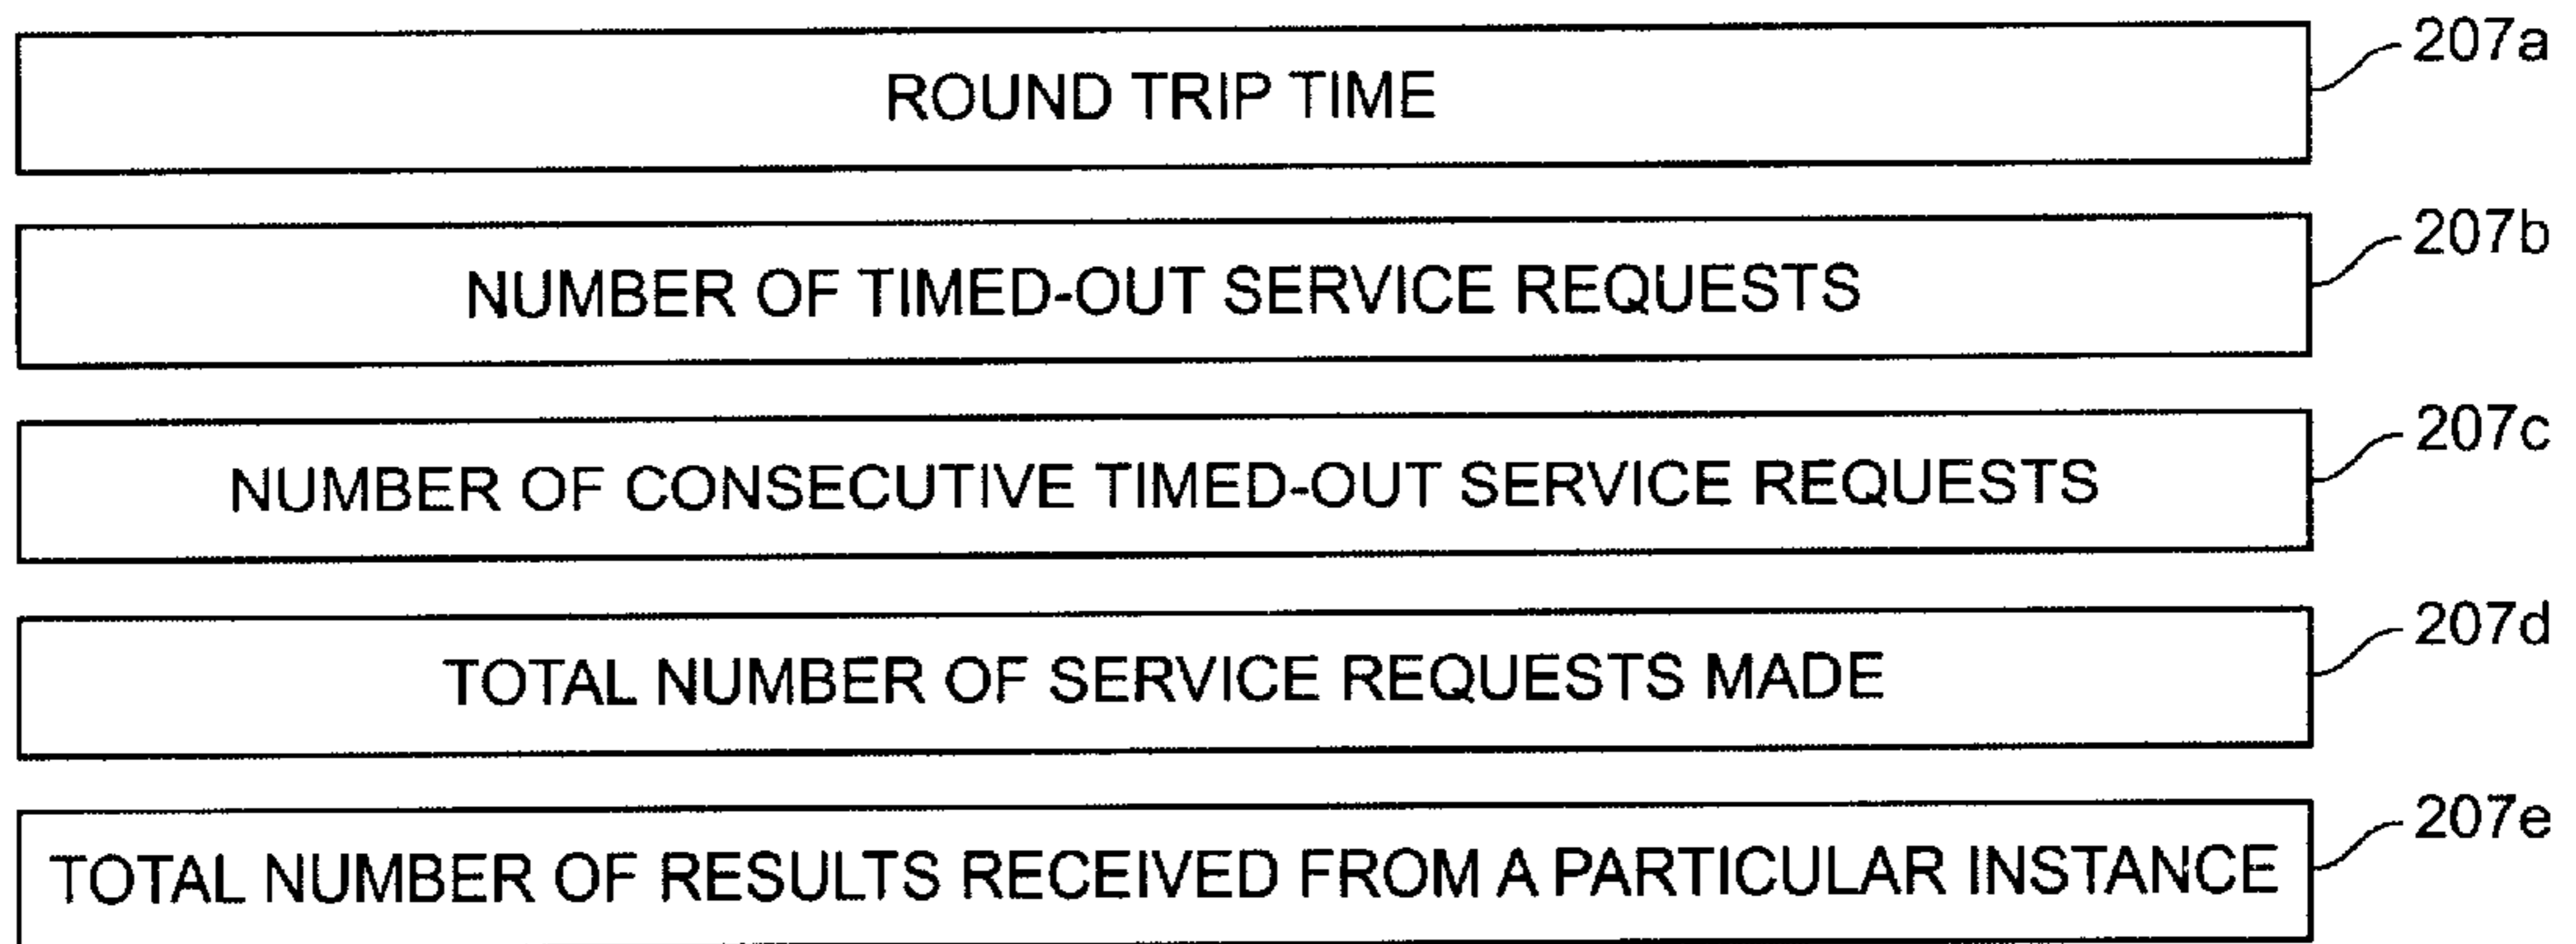 ROUND TRIP TIME 207a
NUMBER OF TIMED-OUT SERVICE REQUESTS 207b
NUMBER OF CONSECUTIVE TIMED-OUT SERVICE REQUESTS 207c
TOTAL NUMBER OF SERVICE REQUESTS MADE 207d
TOTAL NUMBER OF RESULTS RECEIVED FROM A PARTICULAR INSTANCE 207e